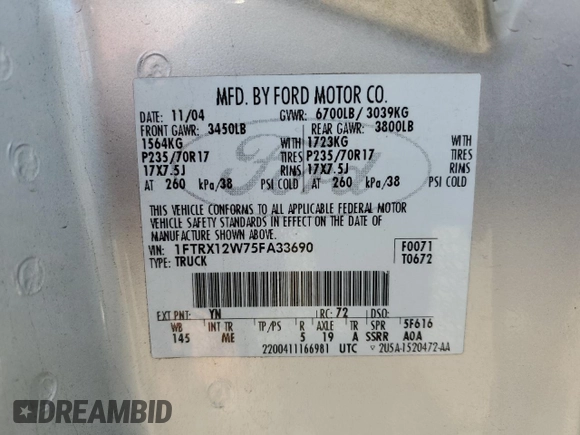 MFD. BY FORD MOTOR CO.
DATE: 11/04 GVWR: 6700LB/ 3039KG
FRONT GAWR: 3450LB REAR GAWR: 3800LB
1564KG WITH 1723KG WITH
P235/70R17 TIRES P235/70R17 TIRES
17X7.5J RIMS 17X7.5J RIMS
AT 260 kPa/38 PSI COLD AT 260 kPa/38 PSI COLD
THIS VEHICLE CONFORMS TO ALL APPLICABLE FEDERAL MOTOR
VEHICLE SAFETY STANDARDS IN EFFECT ON THE DATE OF
MANUFACTURE SHOWN ABOVE.
VIN: 1FTRX12W75FA33690 F0071
TYPE: TRUCK T0672
EXT PNT: YN RC: 72 DSO:
WB INT TR TP/PS R AXLE TR SPR 5F616
145 ME 5 19 A SSRR A0A
2200411166981 UTC 2U5A-1520472-AA
Ford
DREAMBID